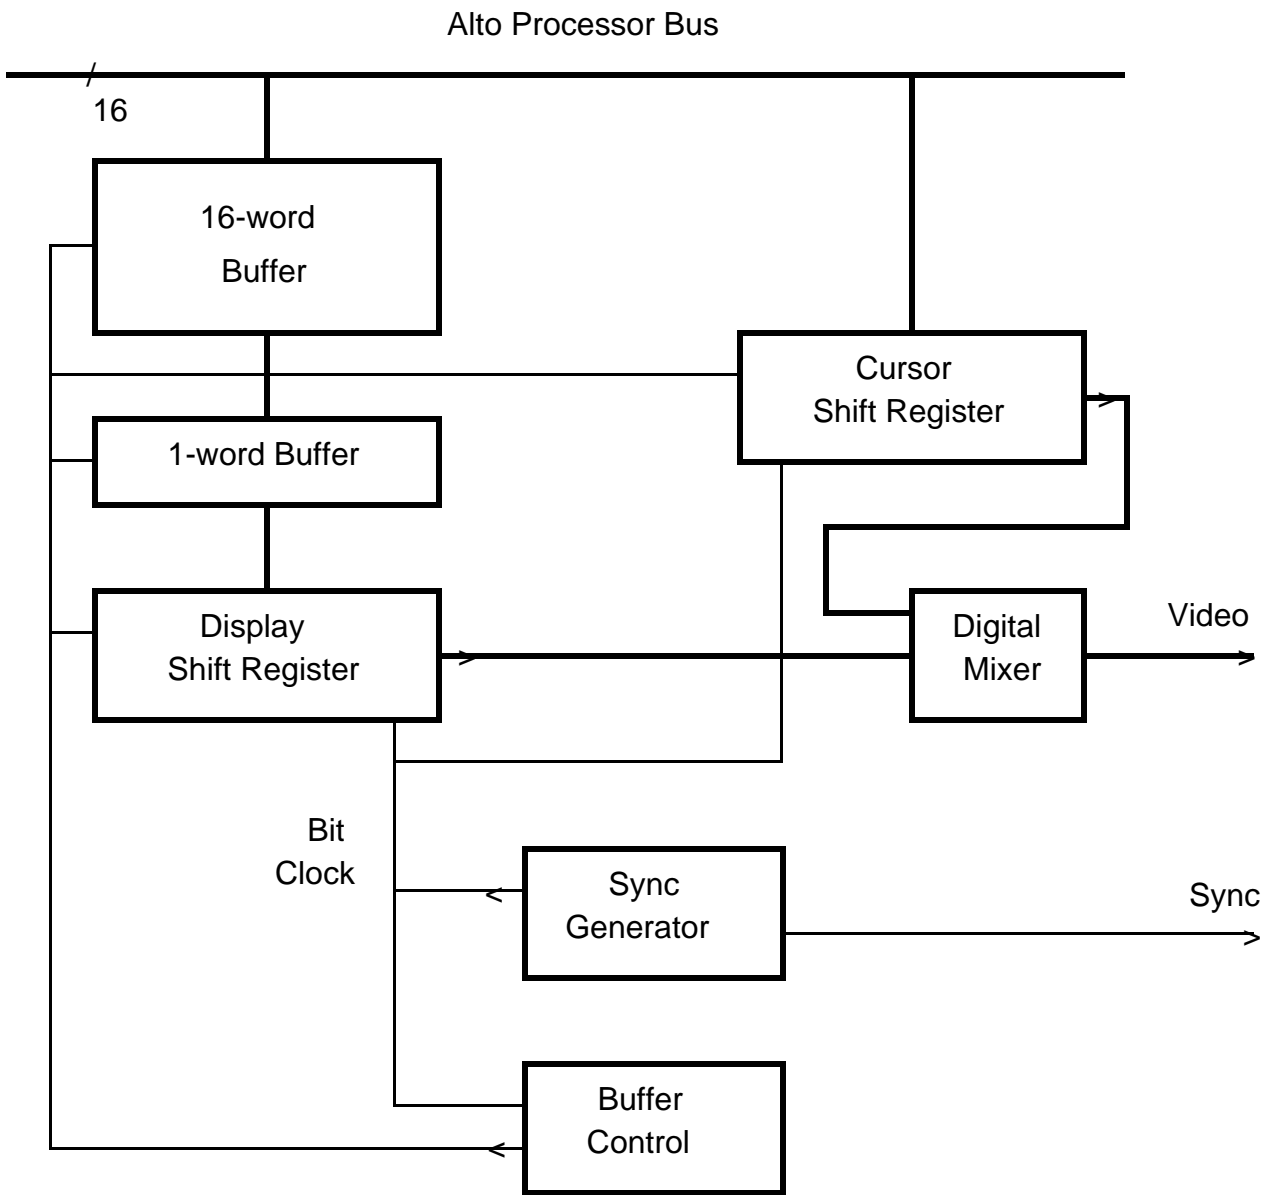 Alto Processor Bus
16
16-word
Buffer
Cursor
Shift Register
1-word Buffer
Display
Shift Register
Digital
Mixer
Video
Bit
Clock
Sync
Generator
Sync
Buffer
Control